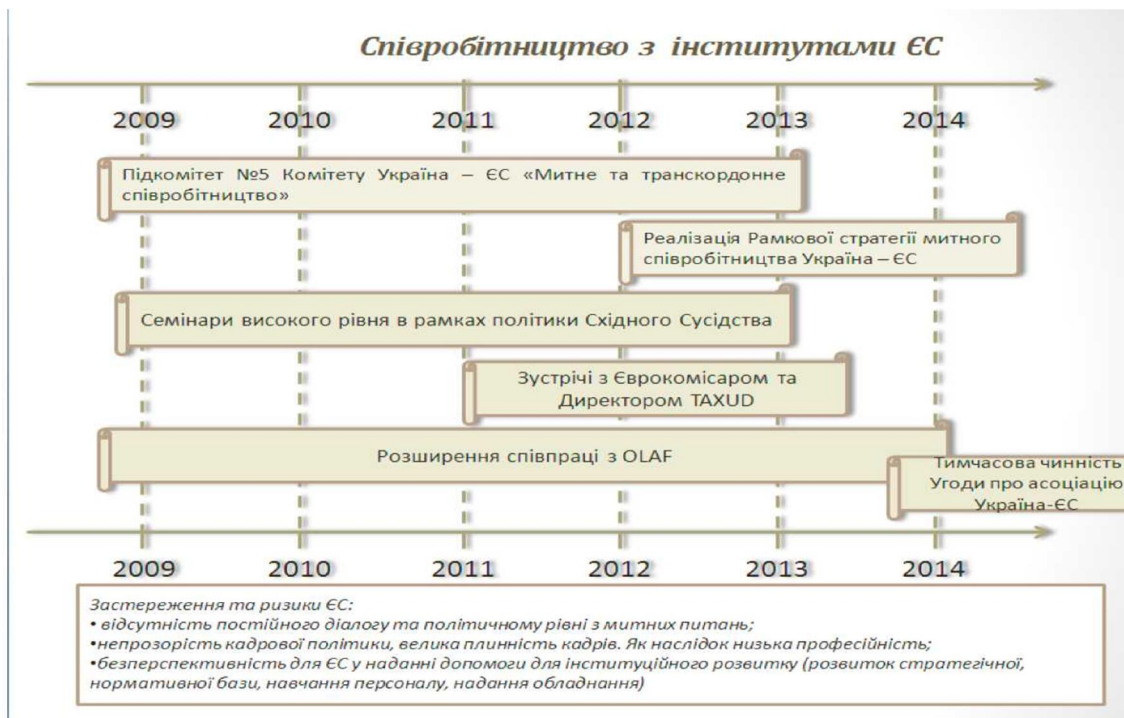 Співробітництво з інститутами ЄС
2009 2010 2011 2012 2013 2014
Підкомітет №5 Комітету Україна – ЄС «Митне та транскордонне
співробітництво»
Реалізація Рамкової стратегії митного
співробітництва Україна – ЄС
Семінари високого рівня в рамках політики Східного Сусідства
Зустрічі з Єврокомісаром та
Директором TAXUD
Розширення співпраці з OLAF
Тимчасова чинність
Угоди про асоціацію
Україна-ЄС
2009 2010 2011 2012 2013 2014
Застереження та ризики ЄС:
• відсутність постійного діалогу та політичному рівні з митних питань;
•непрозорість кадрової політики, велика плинність кадрів. Як наслідок низька професійність;
•безперспективність для ЄС у наданні допомоги для інституційного розвитку (розвиток стратегічної,
нормативної бази, навчання персоналу, надання обладнання)